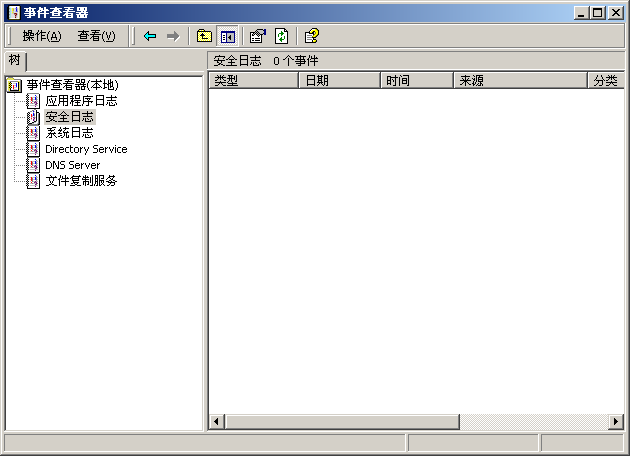 事件查看器
操作(A) 查看(V)
树
安全日志 0 个事件
类型 日期 时间 来源 分类
事件查看器(本地)
应用程序日志
安全日志
系统日志
Directory Service
DNS Server
文件复制服务